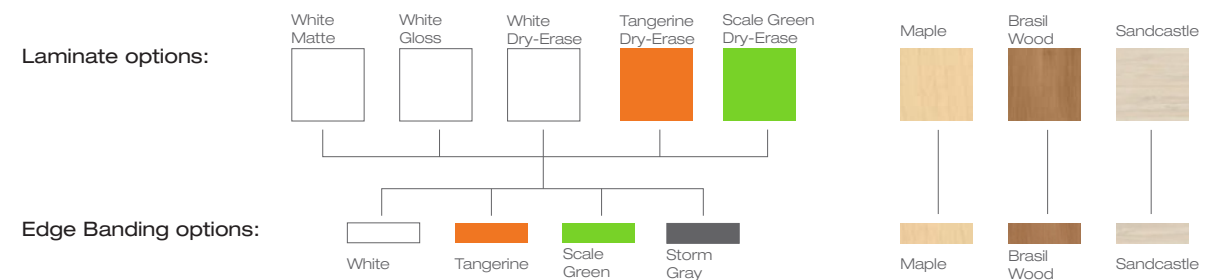 Laminate options:
White
Matte
White
Gloss
White
Dry-Erase
Tangerine
Dry-Erase
Scale Green
Dry-Erase
Maple
Brasil
Wood
Sandcastle
Edge Banding options:
White
Tangerine
Scale
Green
Storm
Gray
Maple
Brasil
Wood
Sandcastle